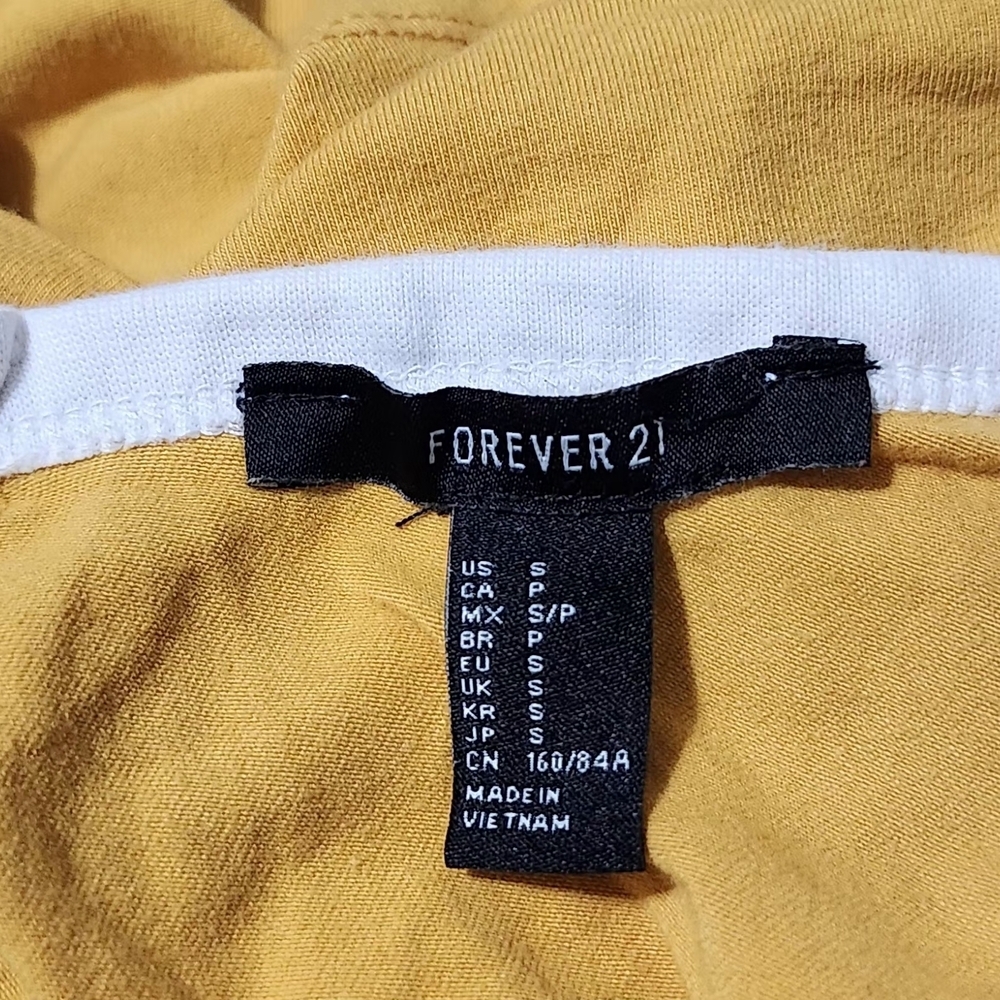 FOREVER 21
US S
CA P
MX S/P
BR P
EU S
UK S
KR S
JP S
CN 160/84A
MADE IN
VIETNAM